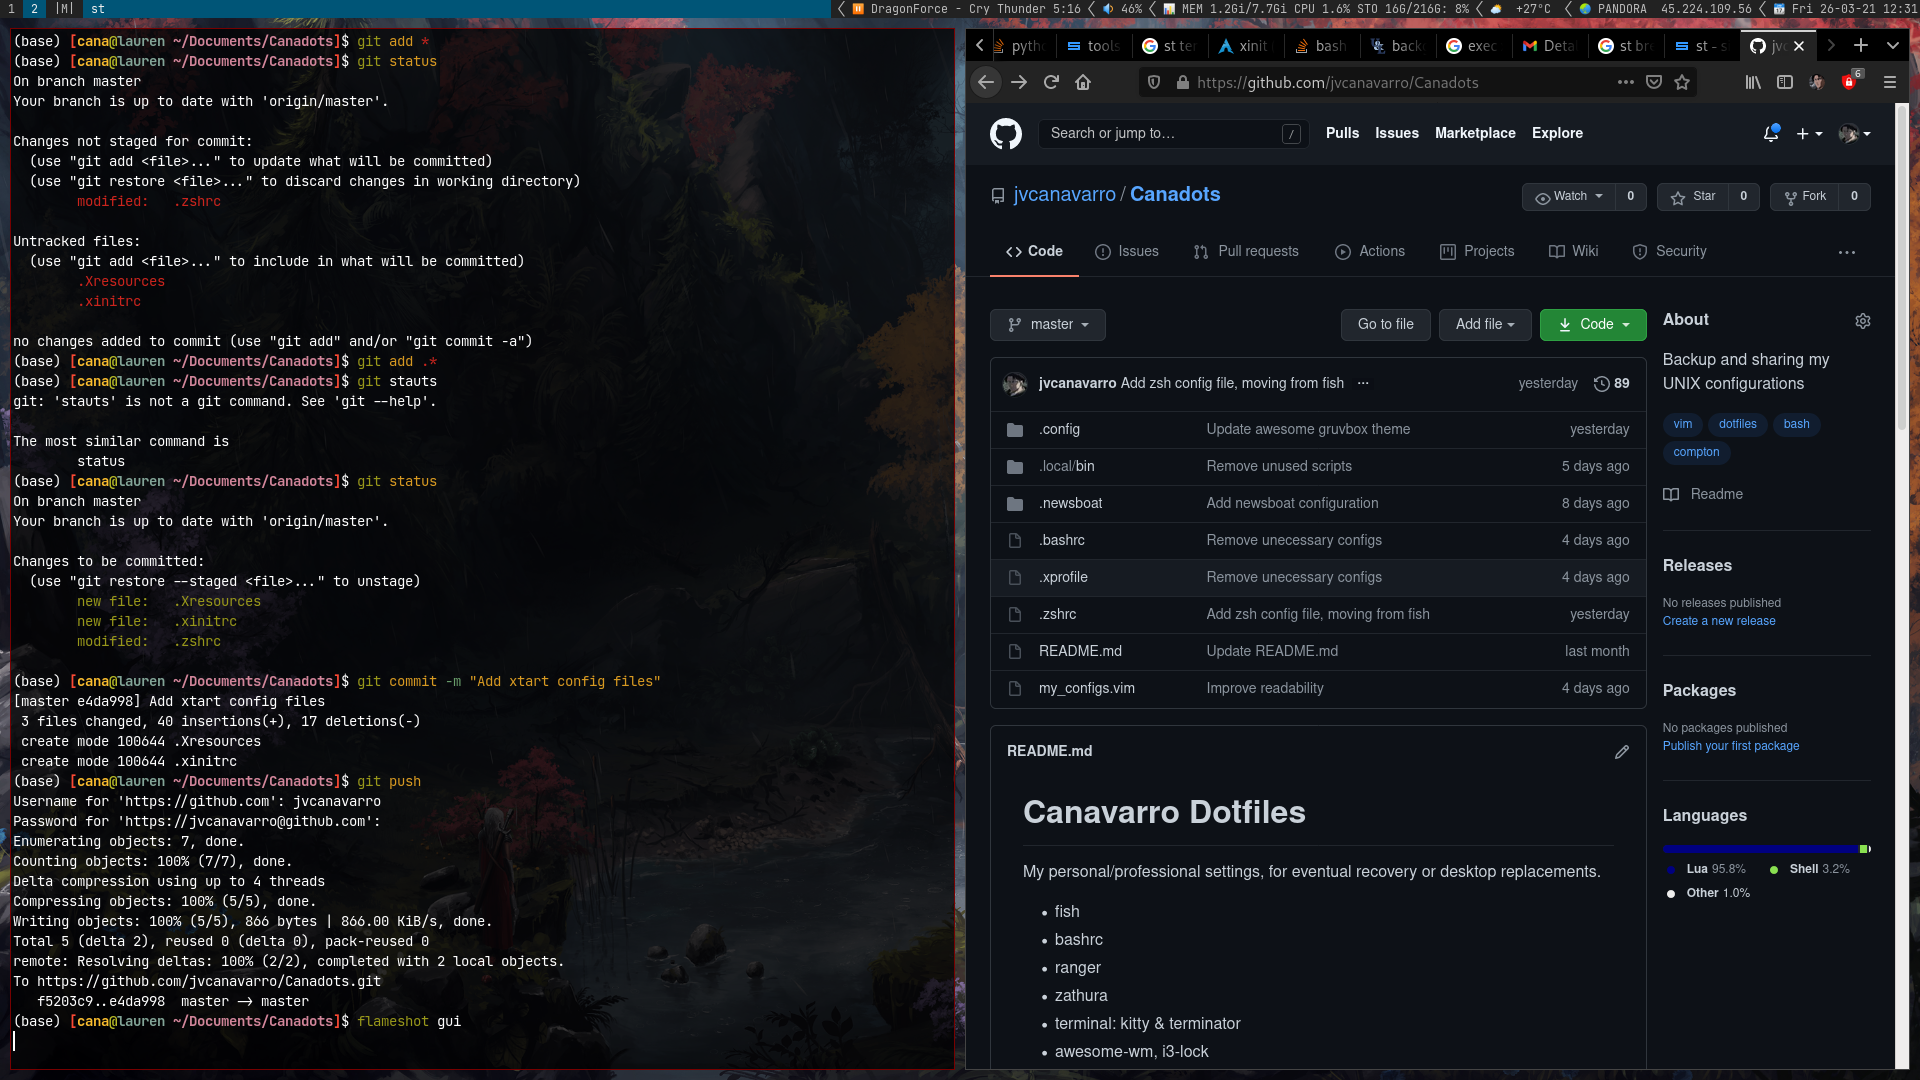 1 2 |M| st
DragonForce - Cry Thunder 5:16 46% MEM 1.2Gi/7.7Gi CPU 1.6% STO 16G/216G: 8% +27°C PANDORA 45.224.109.56 Fri 26-03-21 12:31
(base) [cana@lauren ~/Documents/Canadots]$ git add *
(base) [cana@lauren ~/Documents/Canadots]$ git status
On branch master
Your branch is up to date with 'origin/master'.
Changes not staged for commit:
(use "git add <file>..." to update what will be committed)
(use "git restore <file>..." to discard changes in working directory)
modified: .zshrc
Untracked files:
(use "git add <file>..." to include in what will be committed)
.Xresources
.xinitrc
no changes added to commit (use "git add" and/or "git commit -a")
(base) [cana@lauren ~/Documents/Canadots]$ git add .*
(base) [cana@lauren ~/Documents/Canadots]$ git stauts
git: 'stauts' is not a git command. See 'git --help'.
The most similar command is
status
(base) [cana@lauren ~/Documents/Canadots]$ git status
On branch master
Your branch is up to date with 'origin/master'.
Changes to be committed:
(use "git restore --staged <file>..." to unstage)
new file: .Xresources
new file: .xinitrc
modified: .zshrc
(base) [cana@lauren ~/Documents/Canadots]$ git commit -m "Add xtart config files"
[master e4da998] Add xtart config files
3 files changed, 40 insertions(+), 17 deletions(-)
create mode 100644 .Xresources
create mode 100644 .xinitrc
(base) [cana@lauren ~/Documents/Canadots]$ git push
Username for 'https://github.com': jvcanavarro
Password for 'https://jvcanavarro@github.com':
Enumerating objects: 7, done.
Counting objects: 100% (7/7), done.
Delta compression using up to 4 threads
Compressing objects: 100% (5/5), done.
Writing objects: 100% (5/5), 866 bytes | 866.00 KiB/s, done.
Total 5 (delta 2), reused 0 (delta 0), pack-reused 0
remote: Resolving deltas: 100% (2/2), completed with 2 local objects.
To https://github.com/jvcanavarro/Canadots.git
f5203c9..e4da998 master -> master
(base) [cana@lauren ~/Documents/Canadots]$ flameshot gui
pyth tools st te xinit bash back exec Deta st bre st - s jvc
https://github.com/jvcanavarro/Canadots
6
Search or jump to… / Pulls Issues Marketplace Explore
jvcanavarro / Canadots
Watch 0 Star 0 Fork 0
Code Issues Pull requests Actions Projects Wiki Security
master Go to file Add file Code
jvcanavarro Add zsh config file, moving from fish ... yesterday 89
.config Update awesome gruvbox theme yesterday
.local/bin Remove unused scripts 5 days ago
.newsboat Add newsboat configuration 8 days ago
.bashrc Remove unecessary configs 4 days ago
.xprofile Remove unecessary configs 4 days ago
.zshrc Add zsh config file, moving from fish yesterday
README.md Update README.md last month
my_configs.vim Improve readability 4 days ago
README.md
Canavarro Dotfiles
My personal/professional settings, for eventual recovery or desktop replacements.
• fish
• bashrc
• ranger
• zathura
• terminal: kitty & terminator
• awesome-wm, i3-lock
About
Backup and sharing my
UNIX configurations
vim dotfiles bash
compton
Readme
Releases
No releases published
Create a new release
Packages
No packages published
Publish your first package
Languages
Lua 95.8% Shell 3.2%
Other 1.0%